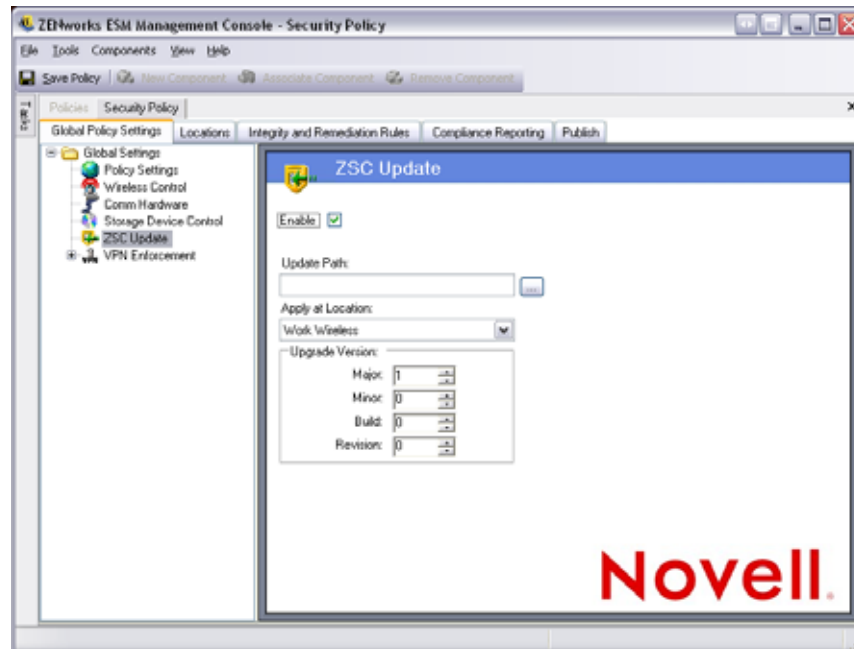 ZENworks ESM Management Console - Security Policy
File Tools Components View Help
Save Policy New Component Associate Component Remove Component
Policies Security Policy
Global Policy Settings Locations Integrity and Remediation Rules Compliance Reporting Publish
Global Settings
Policy Settings
Wireless Control
Comm Hardware
Storage Device Control
ZSC Update
VPN Enforcement
ZSC Update
Enable
Update Path:
...
Apply at Location:
Work Wireless
Upgrade Version:
Major: 1
Minor: 0
Build: 0
Revision: 0
Novell.